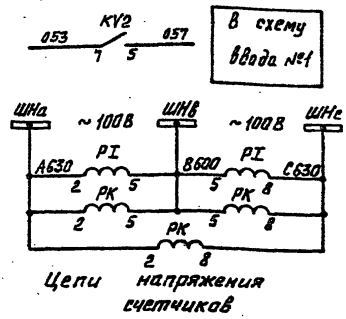 053 KV2 057
7 5
В схему
ввода №1
ШНа ШНв ШНс
~100В ~100В
А630 PI В600 PI С630
2 5 5 8
PK PK
2 5 5 8
PK
2 8
Цепи напряжения
счетчиков